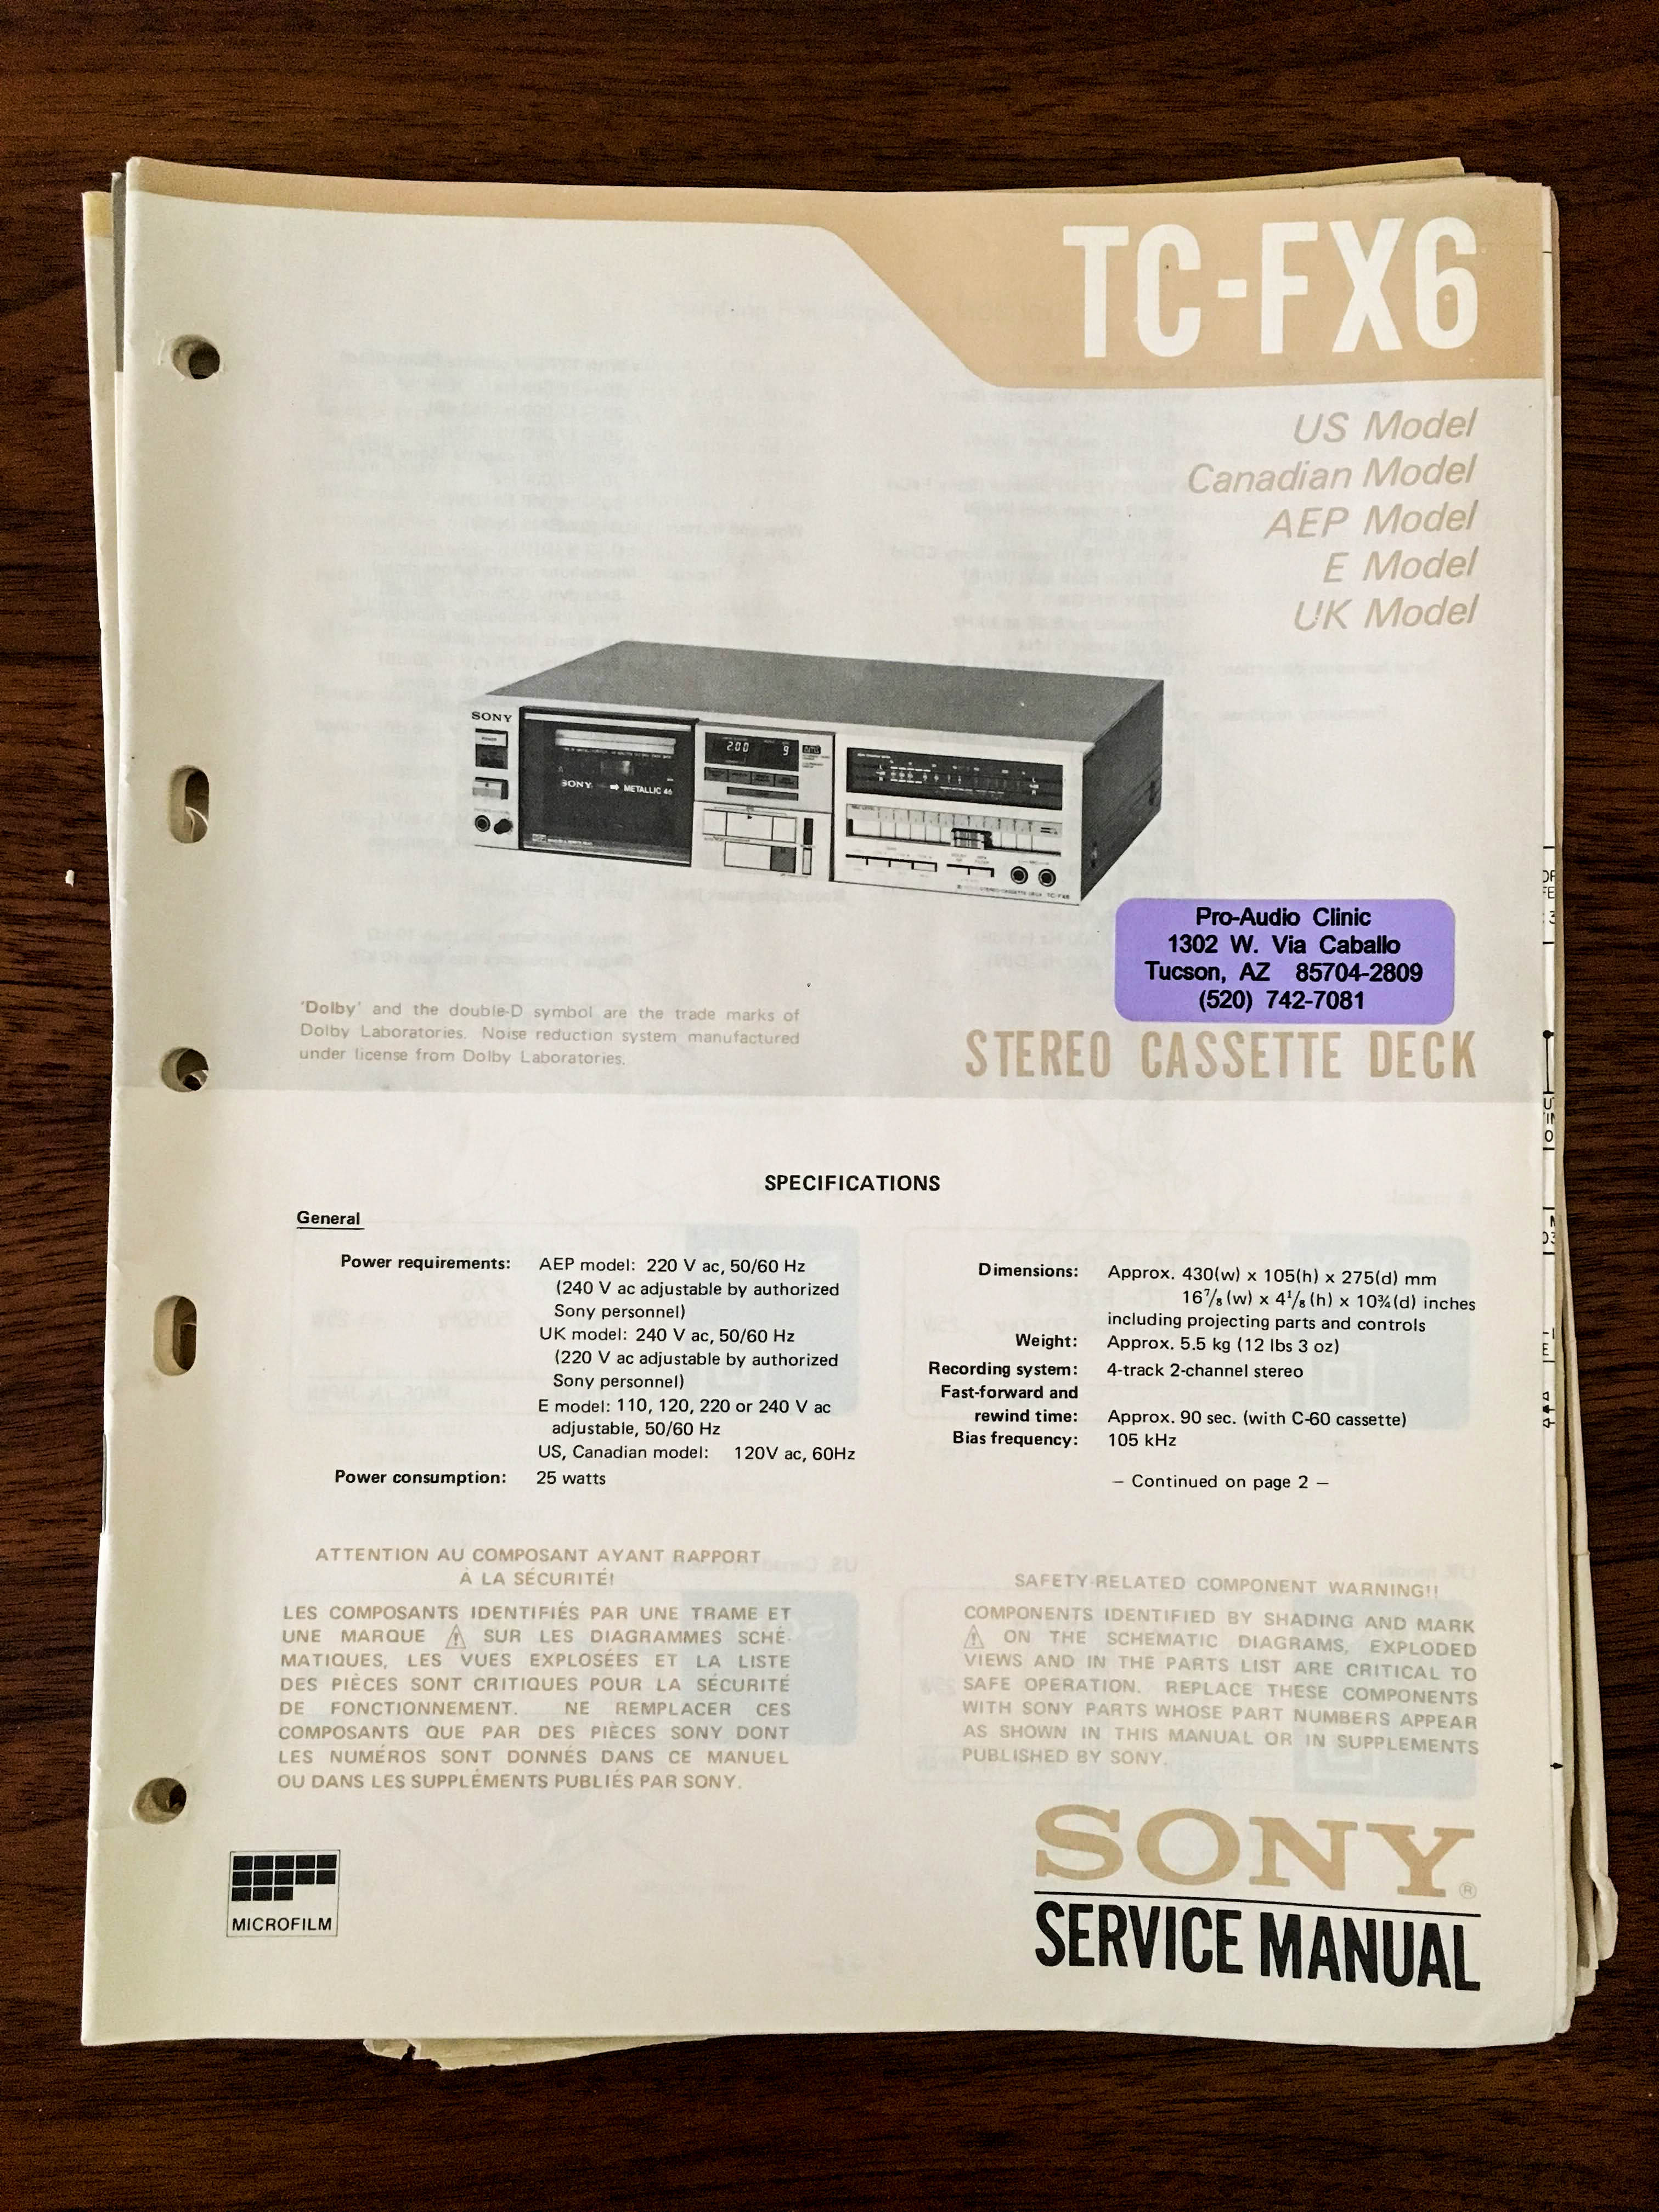 TC-FX6
US Model
Canadian Model
AEP Model
E Model
UK Model
SONY
2.00
9
SONY METALLIC 46
Pro-Audio Clinic
1302 W. Via Caballo
Tucson, AZ 85704-2809
(520) 742-7081
'Dolby' and the double-D symbol are the trade marks of
Dolby Laboratories. Noise reduction system manufactured
under license from Dolby Laboratories.
STEREO CASSETTE DECK
SPECIFICATIONS
General
Power requirements: AEP model: 220 V ac, 50/60 Hz
(240 V ac adjustable by authorized
Sony personnel)
UK model: 240 V ac, 50/60 Hz
(220 V ac adjustable by authorized
Sony personnel)
E model: 110, 120, 220 or 240 V ac
adjustable, 50/60 Hz
US, Canadian model: 120V ac, 60Hz
Power consumption: 25 watts
Dimensions: Approx. 430(w) x 105(h) x 275(d) mm
16⁷/₈ (w) x 4¹/₈ (h) x 10¾(d) inches
including projecting parts and controls
Weight: Approx. 5.5 kg (12 lbs 3 oz)
Recording system: 4-track 2-channel stereo
Fast-forward and
rewind time: Approx. 90 sec. (with C-60 cassette)
Bias frequency: 105 kHz
— Continued on page 2 —
ATTENTION AU COMPOSANT AYANT RAPPORT
À LA SÉCURITÉ!
LES COMPOSANTS IDENTIFIÉS PAR UNE TRAME ET
UNE MARQUE ⚠ SUR LES DIAGRAMMES SCHÉ-
MATIQUES, LES VUES EXPLOSÉES ET LA LISTE
DES PIÈCES SONT CRITIQUES POUR LA SÉCURITÉ
DE FONCTIONNEMENT. NE REMPLACER CES
COMPOSANTS QUE PAR DES PIÈCES SONY DONT
LES NUMÉROS SONT DONNÉS DANS CE MANUEL
OU DANS LES SUPPLÉMENTS PUBLIÉS PAR SONY.
SAFETY-RELATED COMPONENT WARNING!!
COMPONENTS IDENTIFIED BY SHADING AND MARK
⚠ ON THE SCHEMATIC DIAGRAMS, EXPLODED
VIEWS AND IN THE PARTS LIST ARE CRITICAL TO
SAFE OPERATION. REPLACE THESE COMPONENTS
WITH SONY PARTS WHOSE PART NUMBERS APPEAR
AS SHOWN IN THIS MANUAL OR IN SUPPLEMENTS
PUBLISHED BY SONY.
MICROFILM
SONY®
SERVICE MANUAL